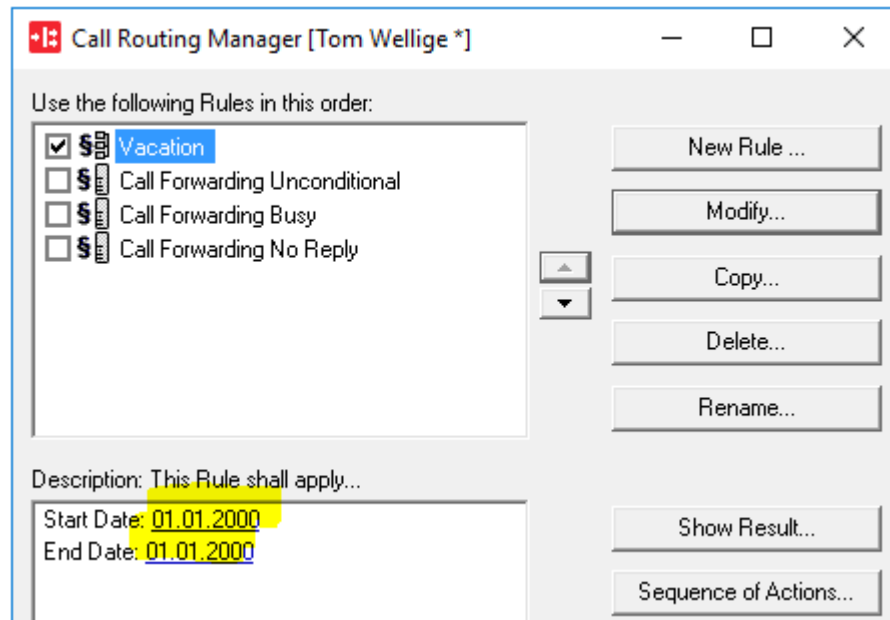 Call Routing Manager [Tom Wellige *]
Use the following Rules in this order:
Vacation
Call Forwarding Unconditional
Call Forwarding Busy
Call Forwarding No Reply
New Rule ...
Modify...
Copy...
Delete...
Rename...
Description: This Rule shall apply...
Start Date: 01.01.2000
End Date: 01.01.2000
Show Result...
Sequence of Actions...